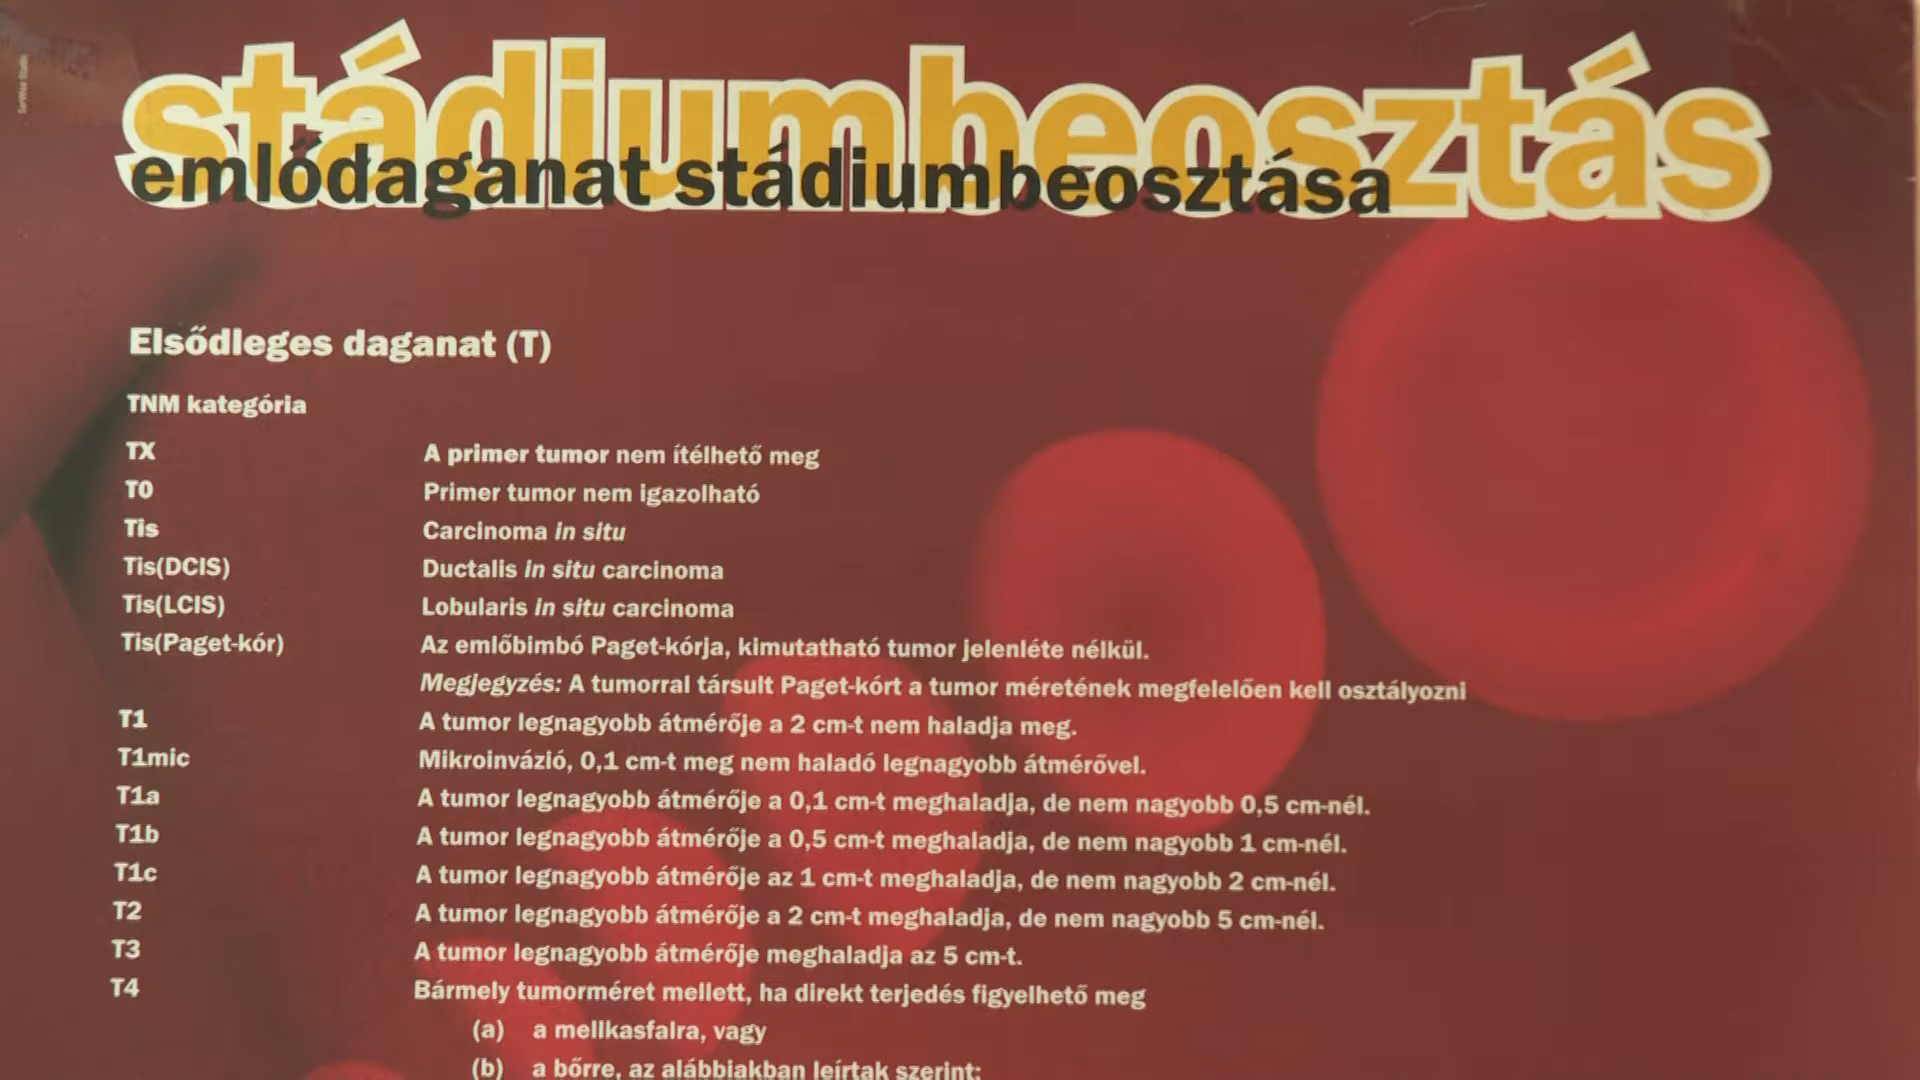 stádiumbeosztás
emlődaganat stádiumbeosztása
Elsődleges daganat (T)
TNM kategória
TX A primer tumor nem ítélhető meg
T0 Primer tumor nem igazolható
Tis Carcinoma in situ
Tis(DCIS) Ductalis in situ carcinoma
Tis(LCIS) Lobularis in situ carcinoma
Tis(Paget-kór) Az emlőbimbó Paget-kórja, kimutatható tumor jelenléte nélkül.
Megjegyzés: A tumorral társult Paget-kórt a tumor méretének megfelelően kell osztályozni
T1 A tumor legnagyobb átmérője a 2 cm-t nem haladja meg.
T1mic Mikroinvázió, 0,1 cm-t meg nem haladó legnagyobb átmérővel.
T1a A tumor legnagyobb átmérője a 0,1 cm-t meghaladja, de nem nagyobb 0,5 cm-nél.
T1b A tumor legnagyobb átmérője a 0,5 cm-t meghaladja, de nem nagyobb 1 cm-nél.
T1c A tumor legnagyobb átmérője az 1 cm-t meghaladja, de nem nagyobb 2 cm-nél.
T2 A tumor legnagyobb átmérője a 2 cm-t meghaladja, de nem nagyobb 5 cm-nél.
T3 A tumor legnagyobb átmérője meghaladja az 5 cm-t.
T4 Bármely tumorméret mellett, ha direkt terjedés figyelhető meg
(a) a mellkasfalra, vagy
(b) a bőrre, az alábbiakban leírtak szerint: